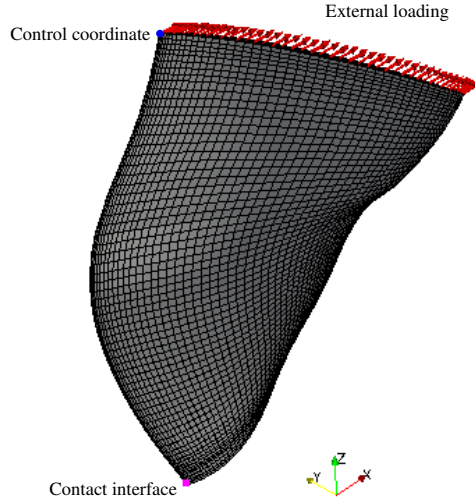 External loading
Control coordinate
Z
Y
X
Contact interface